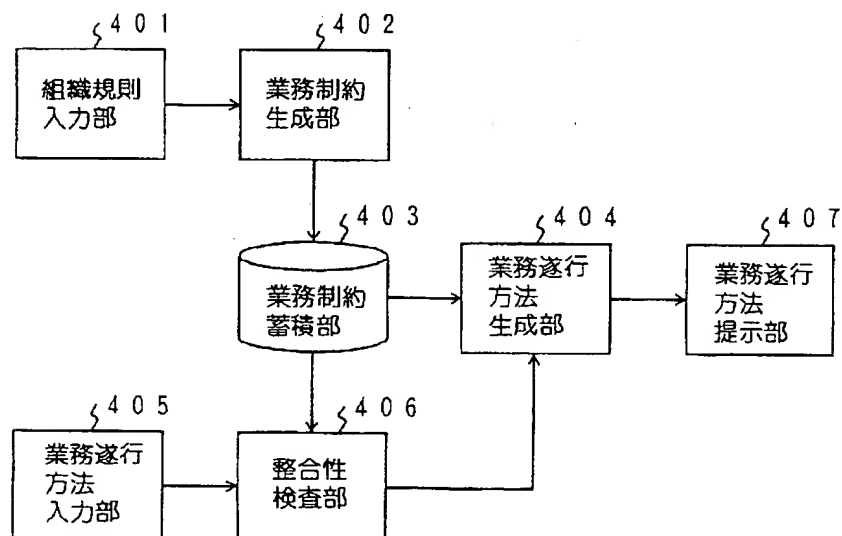 401
組織規則
入力部
402
業務制約
生成部
403
業務制約
蓄積部
404
業務遂行
方法
生成部
407
業務遂行
方法
提示部
405
業務遂行
方法
入力部
406
整合性
検査部